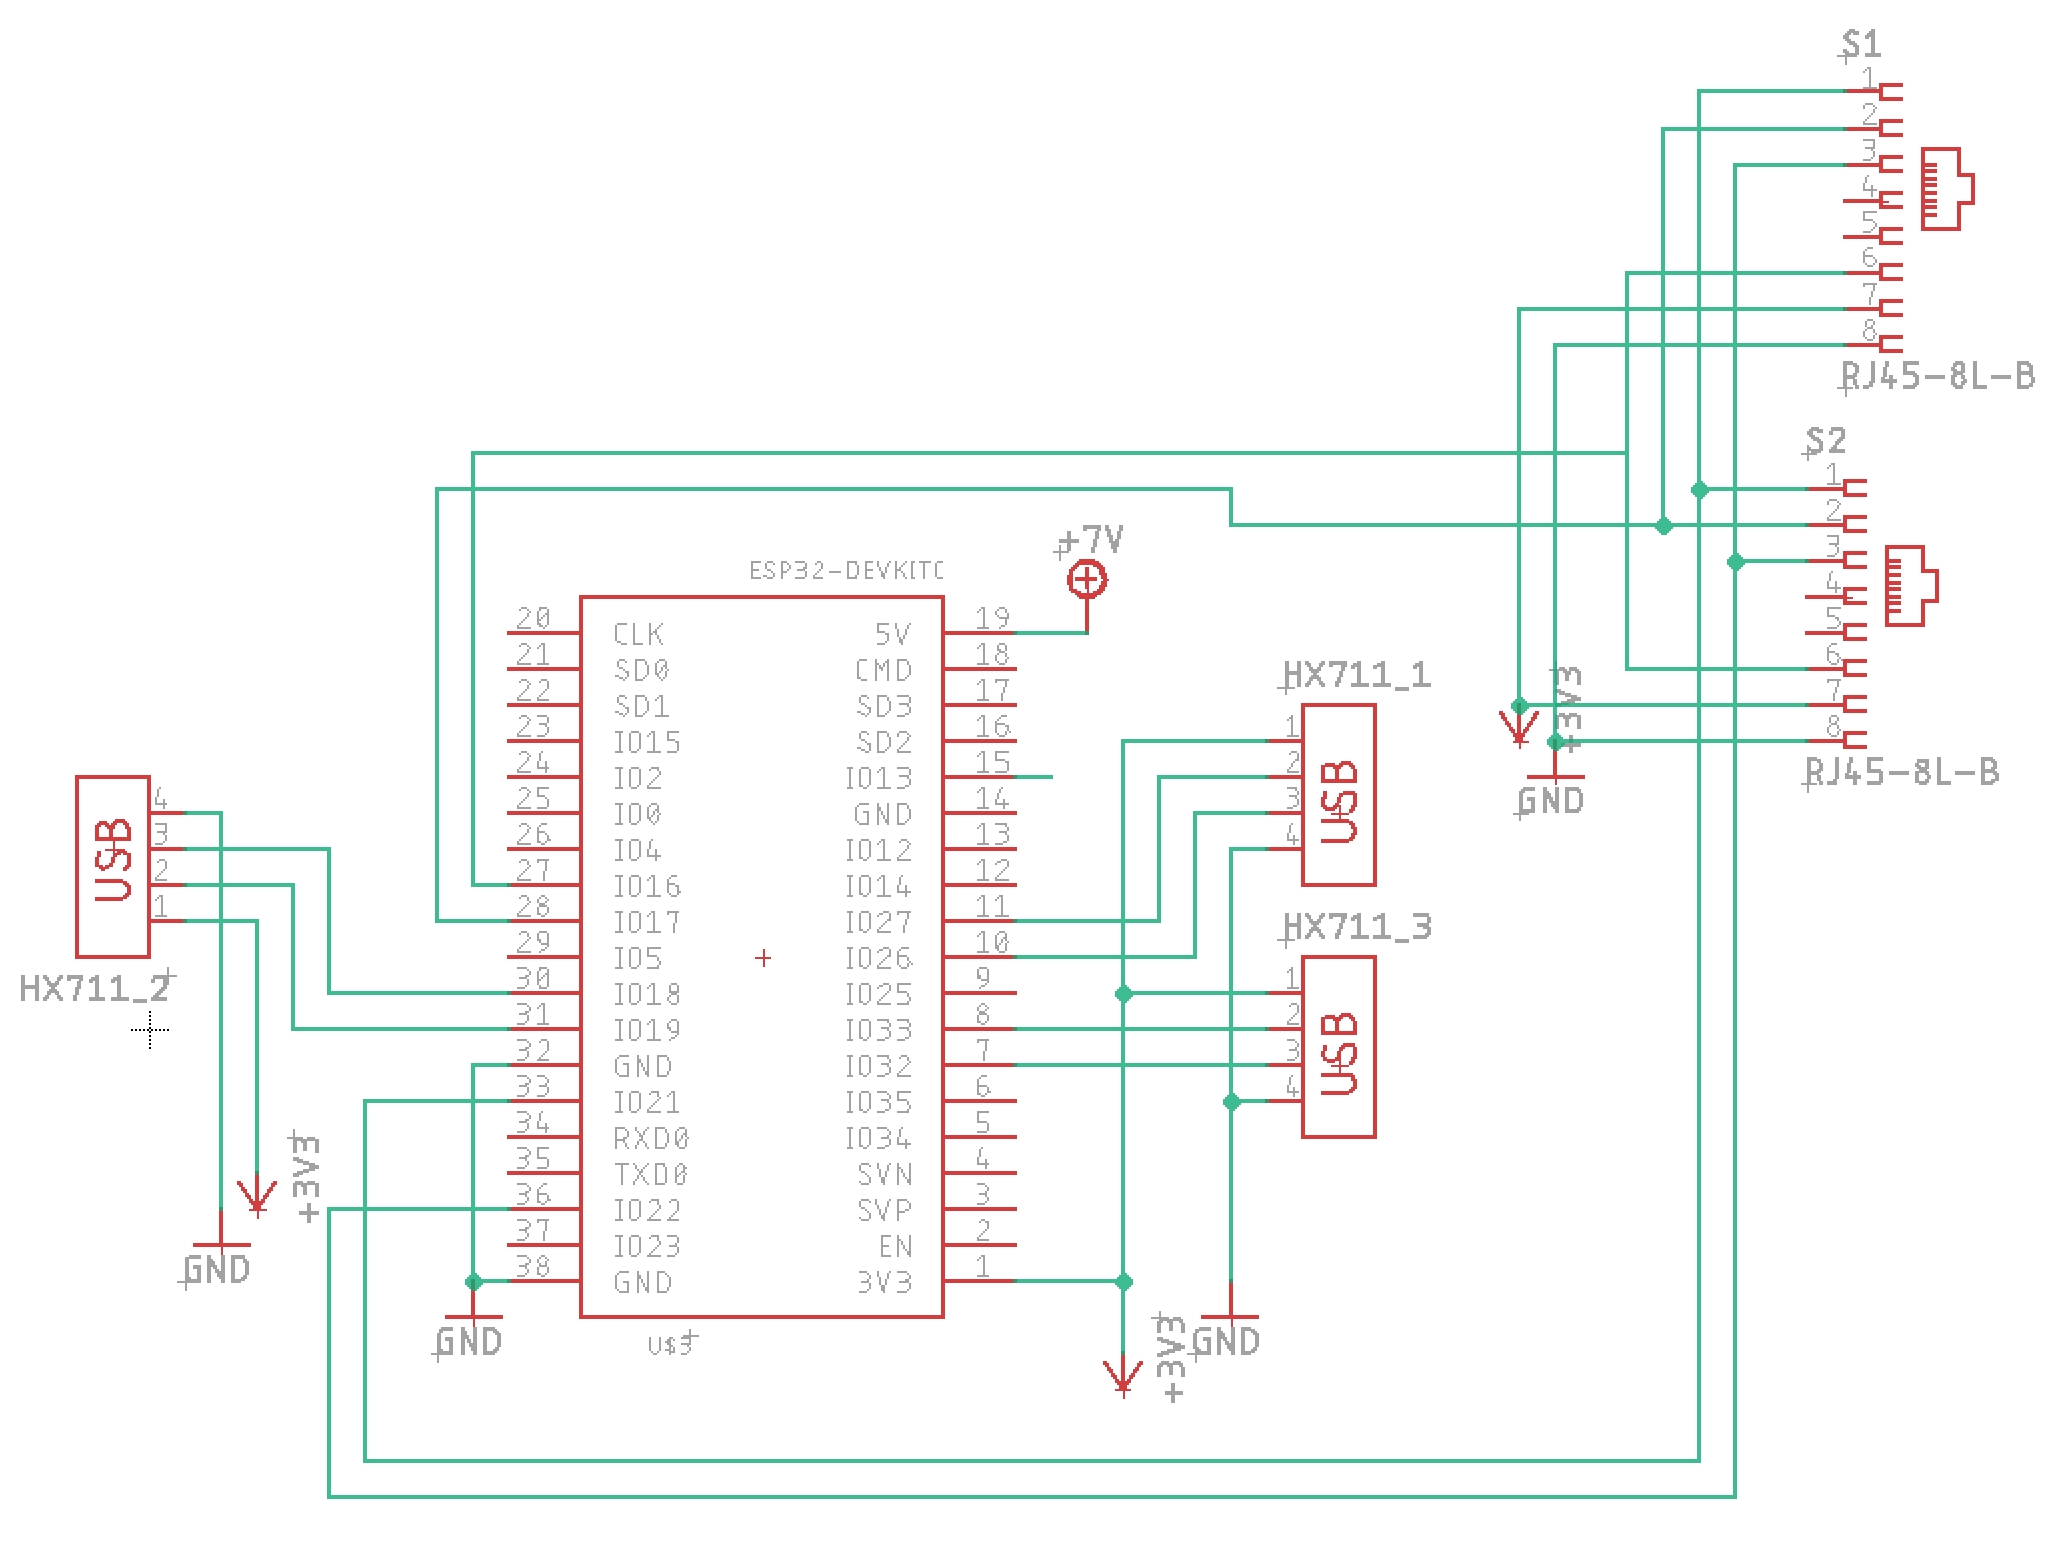 S1
1
2
3
4
5
6
7
8
RJ45-8L-B
S2
1
2
3
4
5
6
7
8
RJ45-8L-B
+3V3
GND
+7V
ESP32-DEVKITC
20 CLK 5V 19
21 SD0 CMD 18
22 SD1 SD3 17
23 IO15 SD2 16
24 IO2 IO13 15
25 IO0 GND 14
26 IO4 IO12 13
27 IO16 IO14 12
28 IO17 IO27 11
29 IO5 IO26 10
30 IO18 IO25 9
31 IO19 IO33 8
32 GND IO32 7
33 IO21 IO35 6
34 RXD0 IO34 5
35 TXD0 SVN 4
36 IO22 SVP 3
37 IO23 EN 2
38 GND 3V3 1
U$3
HX711_1
1
2
3
4
USB
HX711_3
1
2
3
4
USB
4
3
2
1
USB
HX711_2
+3V3
GND
GND
+3V3
GND